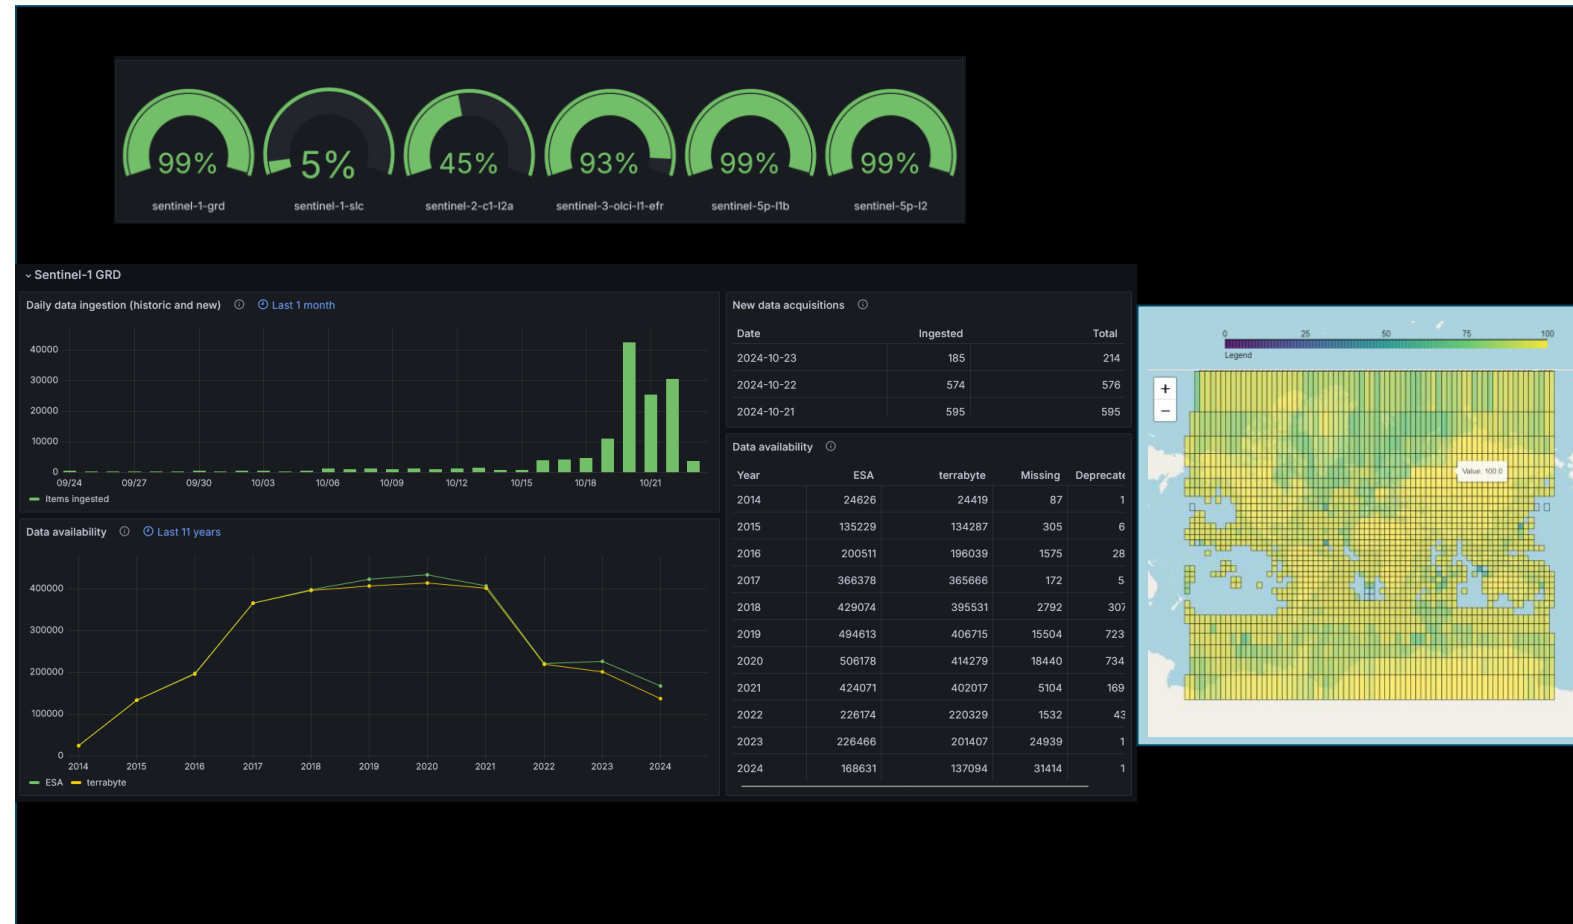 99% 5% 45% 93% 99% 99%
sentinel-1-grd sentinel-1-slc sentinel-2-c1-l2a sentinel-3-olci-l1-efr sentinel-5p-l1b sentinel-5p-l2
Sentinel-1 GRD
Daily data ingestion (historic and new) Last 1 month
40000
30000
20000
10000
0
09/24 09/27 09/30 10/03 10/06 10/09 10/12 10/15 10/18 10/21
Items ingested
Data availability Last 11 years
400000
300000
200000
100000
0
2014 2015 2016 2017 2018 2019 2020 2021 2022 2023 2024
ESA terrabyte
New data acquisitions
Date Ingested Total
2024-10-23 185 214
2024-10-22 574 576
2024-10-21 595 595
Data availability
Year ESA terrabyte Missing Deprecate
2014 24626 24419 87 1
2015 135229 134287 305 6
2016 200511 196039 1575 28
2017 366378 365666 172 5
2018 429074 395531 2792 307
2019 494613 406715 15504 723
2020 506178 414279 18440 734
2021 424071 402017 5104 169
2022 226174 220329 1532 43
2023 226466 201407 24939 1
2024 168631 137094 31414 1
0 25 50 75 100
Legend
+
−
Value: 100.0